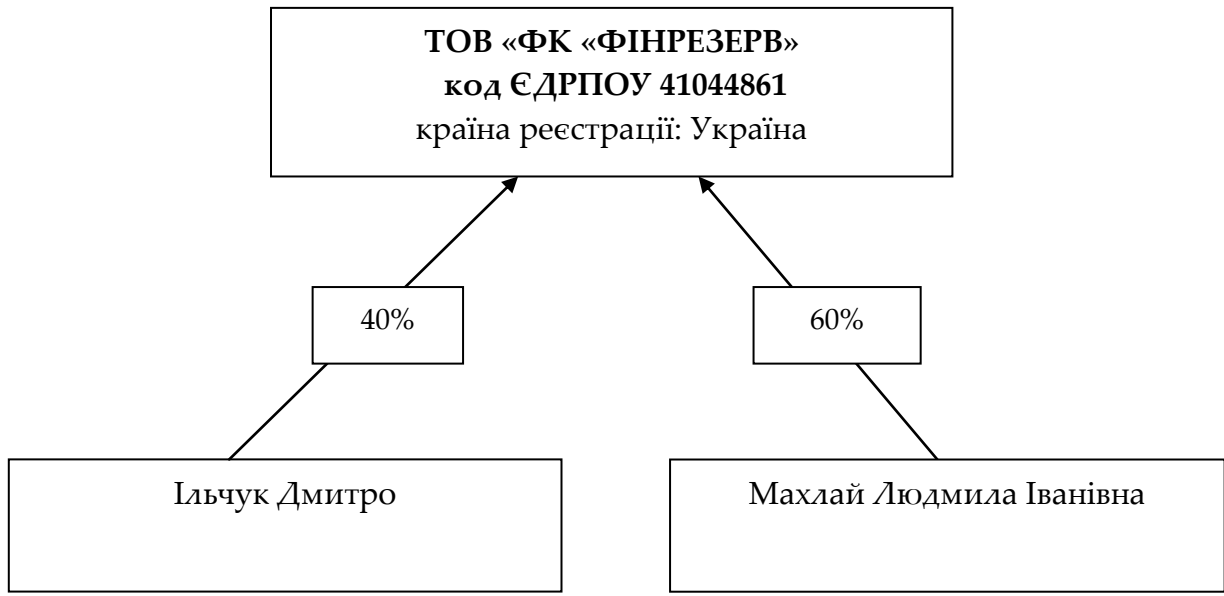 ТОВ «ФК «ФІНРЕЗЕРВ»
код ЄДРПОУ 41044861
країна реєстрації: Україна
40%
60%
Ільчук Дмитро
Махлай Людмила Іванівна